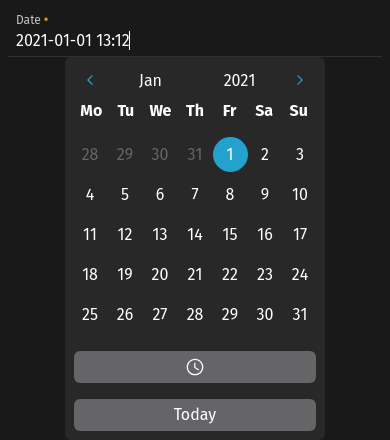 Date •
2021-01-01 13:12
Jan 2021
Mo Tu We Th Fr Sa Su
28 29 30 31 1 2 3
4 5 6 7 8 9 10
11 12 13 14 15 16 17
18 19 20 21 22 23 24
25 26 27 28 29 30 31
Today